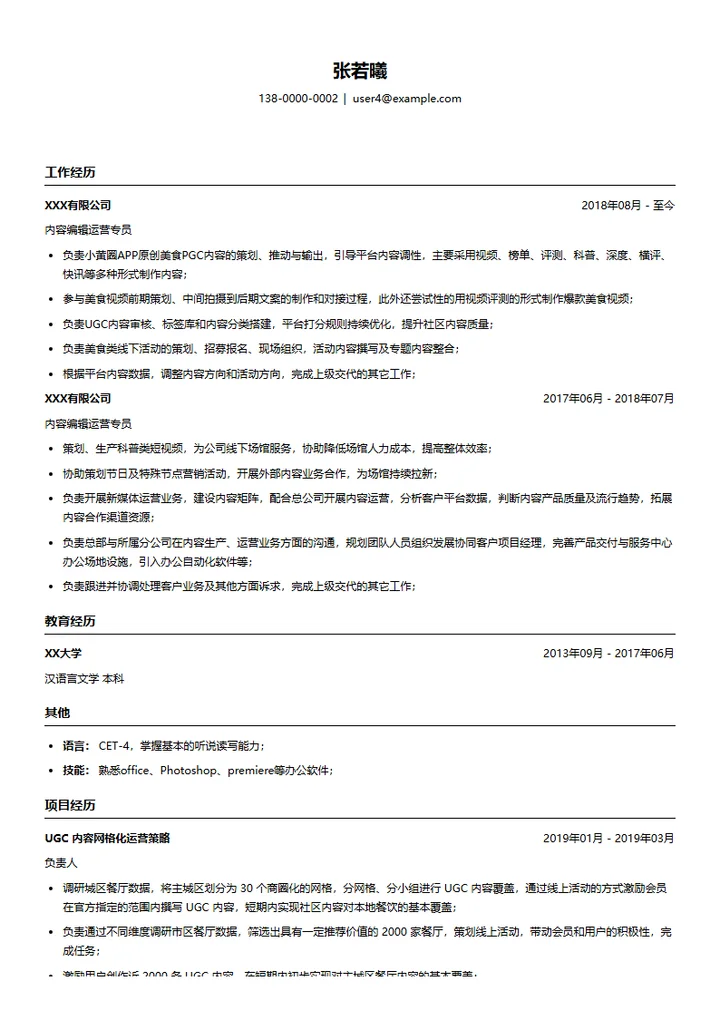 张若曦
138-0000-0002 | user4@example.com
工作经历
XXX有限公司 2018年08月 - 至今
内容编辑运营专员
• 负责小黄圈APP原创美食PGC内容的策划、推动与输出，引导平台内容调性，主要采用视频、榜单、评测、科普、深度、横评、
快讯等多种形式制作内容；
• 参与美食视频前期策划、中间拍摄到后期文案的制作和对接过程，此外还尝试性的用视频评测的形式制作爆款美食视频；
• 负责UGC内容审核、标签库和内容分类搭建，平台打分规则持续优化，提升社区内容质量；
• 负责美食类线下活动的策划、招募报名、现场组织，活动内容撰写及专题内容整合；
• 根据平台内容数据，调整内容方向和活动方向，完成上级交代的其它工作；
XXX有限公司 2017年06月 - 2018年07月
内容编辑运营专员
• 策划、生产科普类短视频，为公司线下场馆服务，协助降低场馆人力成本，提高整体效率；
• 协助策划节日及特殊节点营销活动，开展外部内容业务合作，为场馆持续拉新；
• 负责开展新媒体运营业务，建设内容矩阵，配合总公司开展内容运营，分析客户平台数据，判断内容产品质量及流行趋势，拓展
内容合作渠道资源；
• 负责总部与所属分公司在内容生产、运营业务方面的沟通，规划团队人员组织发展协同客户项目经理，完善产品交付与服务中心
办公场地设施，引入办公自动化软件等；
• 负责跟进并协调处理客户业务及其他方面诉求，完成上级交代的其它工作；
教育经历
XX大学 2013年09月 - 2017年06月
汉语言文学 本科
其他
• 语言： CET-4，掌握基本的听说读写能力；
• 技能： 熟悉office、Photoshop、premiere等办公软件；
项目经历
UGC 内容网格化运营策略 2019年01月 - 2019年03月
负责人
• 调研城区餐厅数据，将主城区划分为 30 个商圈化的网格，分网格、分小组进行 UGC 内容覆盖，通过线上活动的方式激励会员
在官方指定的范围内撰写 UGC 内容，短期内实现社区内容对本地餐饮的基本覆盖；
• 负责通过不同维度调研市区餐厅数据，筛选出具有一定推荐价值的 2000 家餐厅，策划线上活动，带动会员和用户的积极性，完
成任务；
• 激励用户创作近 2000 条 UGC 内容，在短期内初步实现对主城区餐厅内容的基本覆盖；